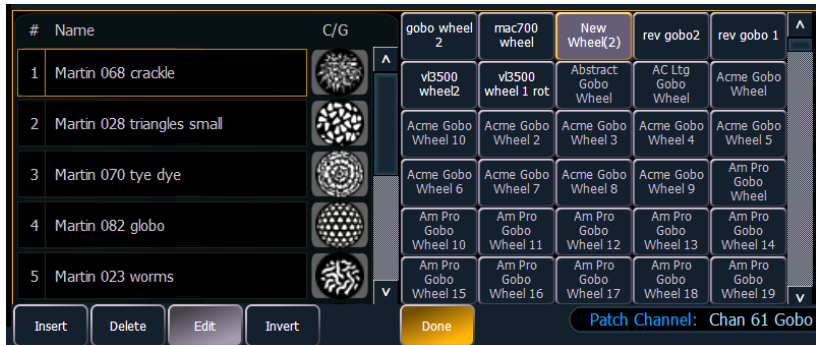 # Name C/G
1 Martin 068 crackle
2 Martin 028 triangles small
3 Martin 070 tye dye
4 Martin 082 globo
5 Martin 023 worms
Insert Delete Edit Invert
gobo wheel
2
mac700
wheel
New
Wheel(2)
rev gobo2
rev gobo 1
vl3500
wheel2
vl3500
wheel 1 rot
Abstract
Gobo
Wheel
AC Ltg
Gobo
Wheel
Acme Gobo
Wheel
Acme Gobo
Wheel 10
Acme Gobo
Wheel 2
Acme Gobo
Wheel 3
Acme Gobo
Wheel 4
Acme Gobo
Wheel 5
Acme Gobo
Wheel 6
Acme Gobo
Wheel 7
Acme Gobo
Wheel 8
Acme Gobo
Wheel 9
Am Pro
Gobo
Wheel
Am Pro
Gobo
Wheel 10
Am Pro
Gobo
Wheel 11
Am Pro
Gobo
Wheel 12
Am Pro
Gobo
Wheel 13
Am Pro
Gobo
Wheel 14
Am Pro
Gobo
Wheel 15
Am Pro
Gobo
Wheel 16
Am Pro
Gobo
Wheel 17
Am Pro
Gobo
Wheel 18
Am Pro
Gobo
Wheel 19
Done
Patch Channel: Chan 61 Gobo